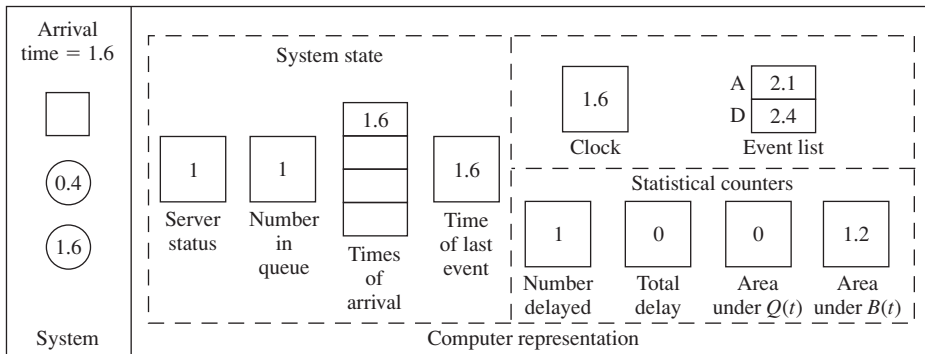 Arrival
time = 1.6
0.4
1.6
System
System state
1
Server
status
1
Number
in
queue
1.6
Times
of
arrival
1.6
Time
of last
event
1.6
Clock
A 2.1
D 2.4
Event list
Statistical counters
1
Number
delayed
0
Total
delay
0
Area
under Q(t)
1.2
Area
under B(t)
Computer representation